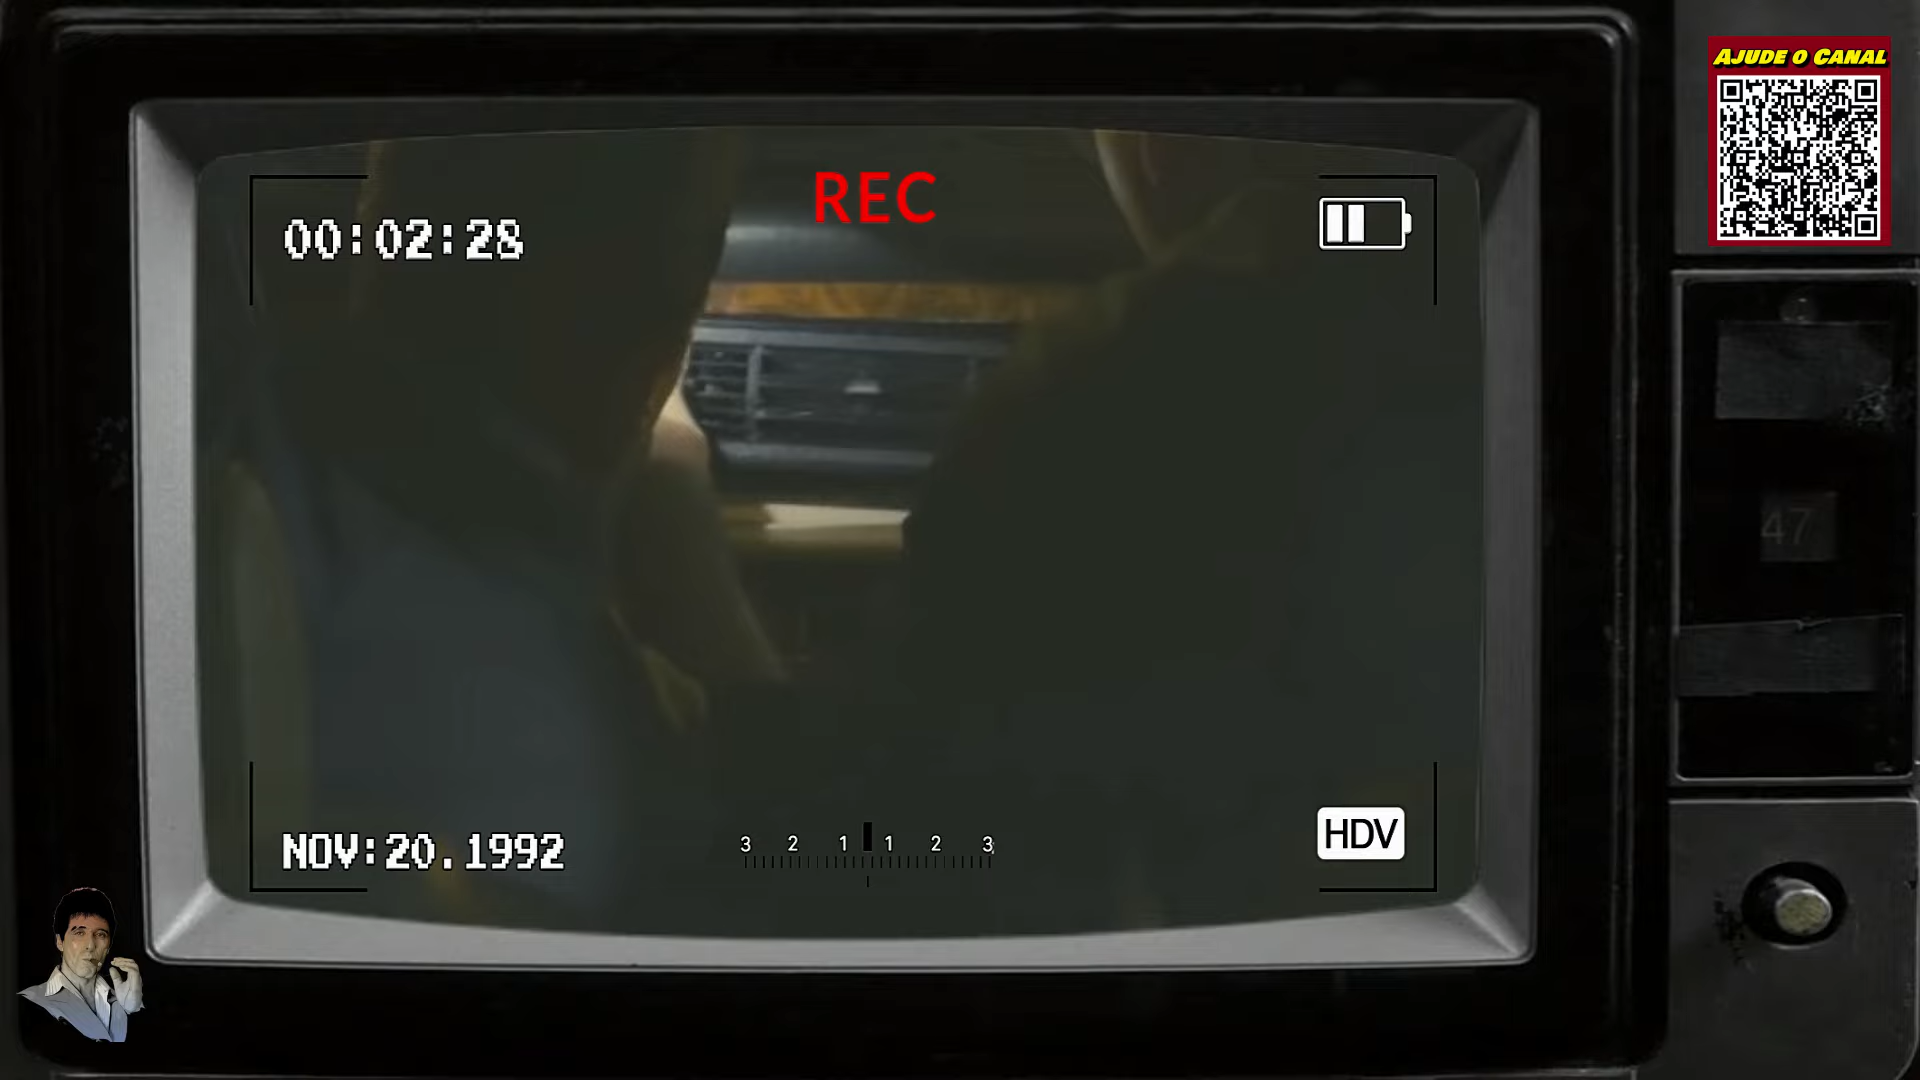 AJUDE O CANAL
REC
00:02:28
47
NOV:20.1992
3 2 1 1 2 3
HDV